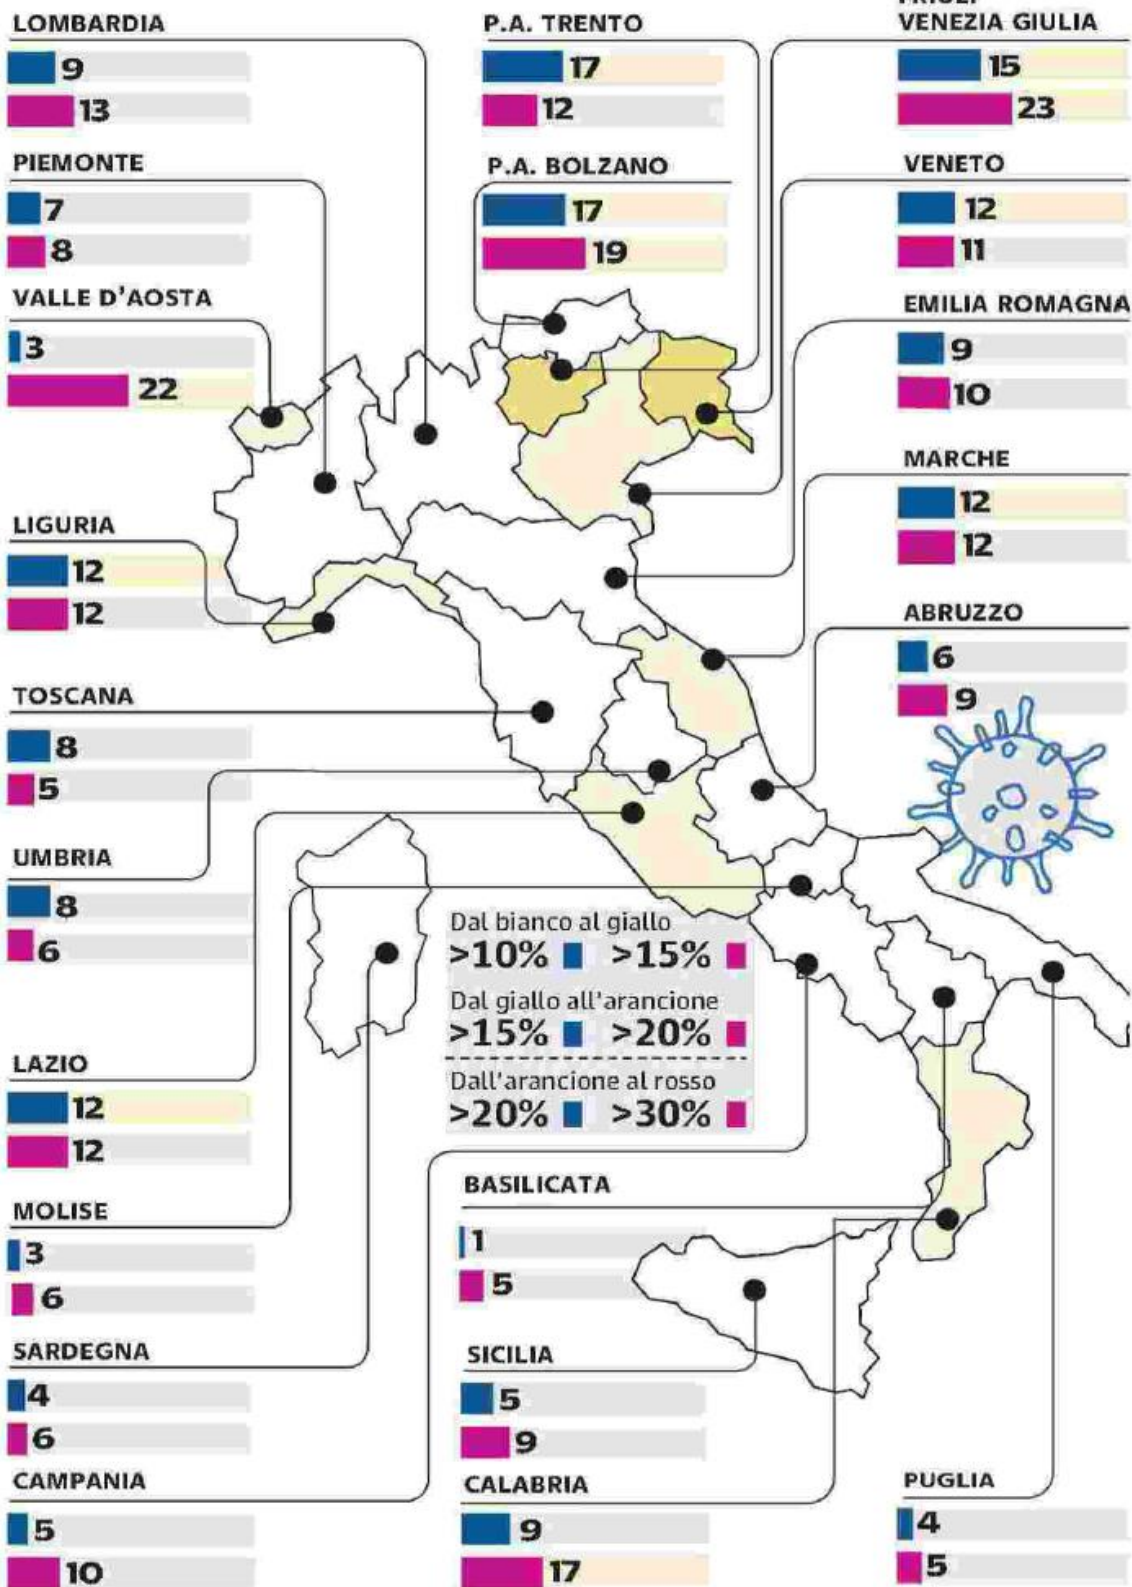 LOMBARDIA
9
13
PIEMONTE
7
8
VALLE D'AOSTA
3
22
LIGURIA
12
12
TOSCANA
8
5
UMBRIA
8
6
LAZIO
12
12
MOLISE
3
6
SARDEGNA
4
6
CAMPANIA
5
10
P.A. TRENTO
17
12
P.A. BOLZANO
17
19
FRIULI
VENEZIA GIULIA
15
23
VENETO
12
11
EMILIA ROMAGNA
9
10
MARCHE
12
12
ABRUZZO
6
9
Dal bianco al giallo
>10% >15%
Dal giallo all'arancione
>15% >20%
Dall'arancione al rosso
>20% >30%
BASILICATA
1
5
SICILIA
5
9
CALABRIA
9
17
PUGLIA
4
5